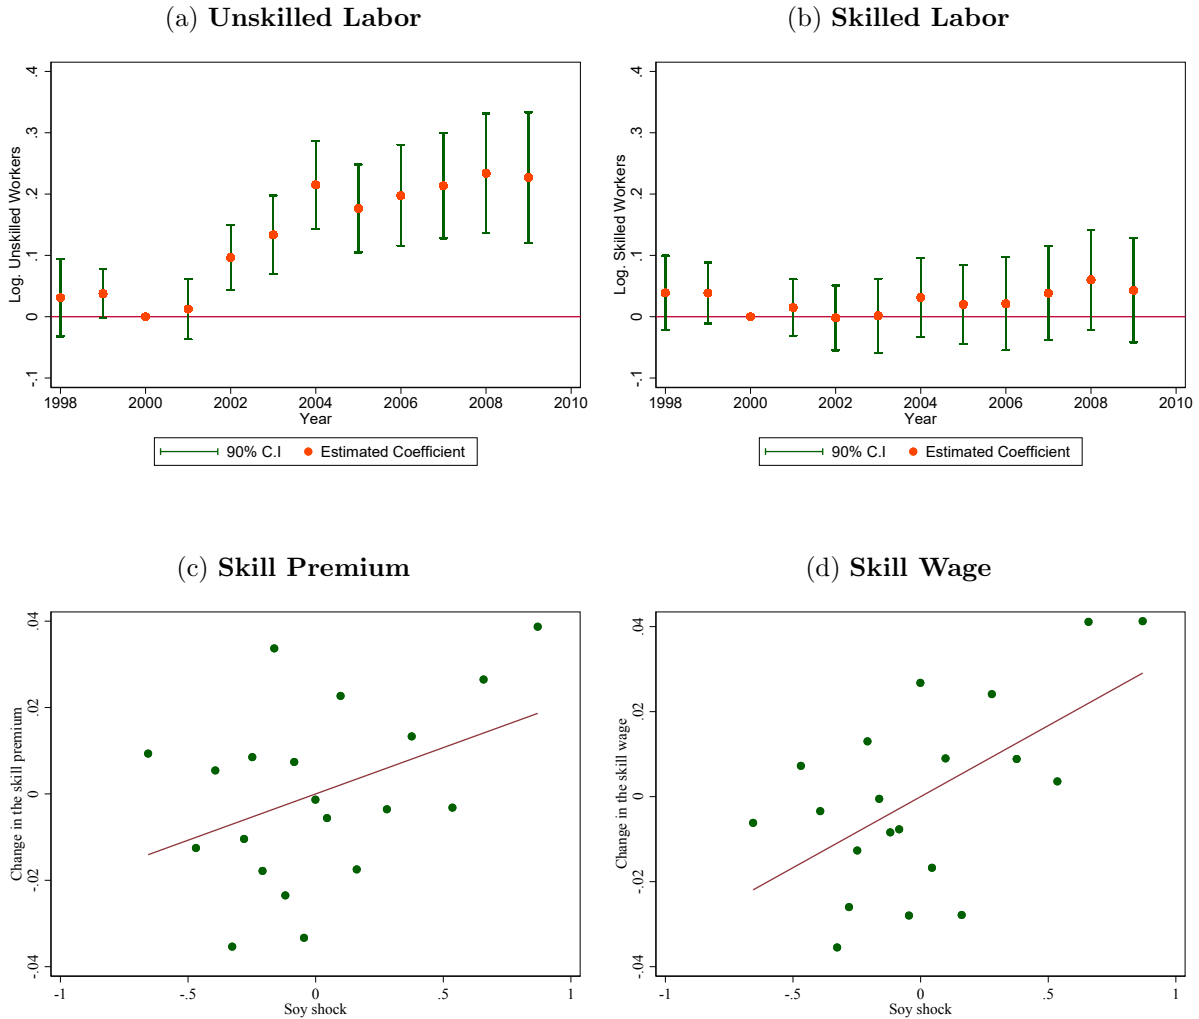 (a) Unskilled Labor
(b) Skilled Labor
Log. Unskilled Workers
.4
.3
.2
.1
0
-.1
1998 2000 2002 2004 2006 2008 2010
Year
90% C.I Estimated Coefficient
Log. Skilled Workers
.4
.3
.2
.1
0
-.1
1998 2000 2002 2004 2006 2008 2010
Year
90% C.I Estimated Coefficient
(c) Skill Premium
(d) Skill Wage
Change in the skill premium
.04
.02
0
-.02
-.04
-1 -.5 0 .5 1
Soy shock
Change in the skill wage
.04
.02
0
-.02
-.04
-1 -.5 0 .5 1
Soy shock